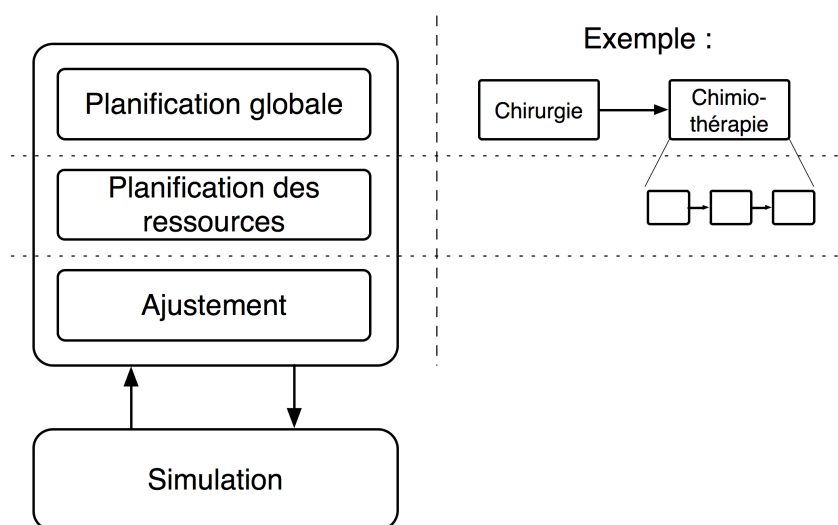 Planification globale
Planification des
ressources
Ajustement
Simulation
Exemple :
Chirurgie
Chimio-
thérapie